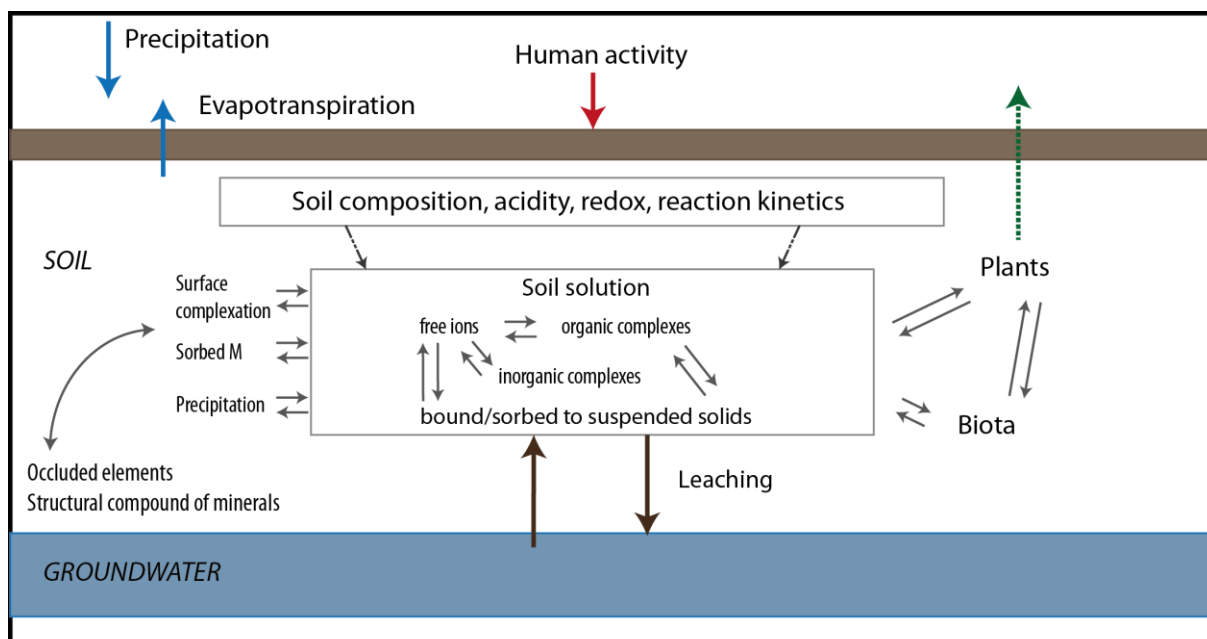 Precipitation
Human activity
Evapotranspiration
Soil composition, acidity, redox, reaction kinetics
SOIL
Plants
Surface
complexation
Soil solution
free ions
organic complexes
Sorbed M
inorganic complexes
Precipitation
bound/sorbed to suspended solids
Biota
Occluded elements
Structural compound of minerals
Leaching
GROUNDWATER